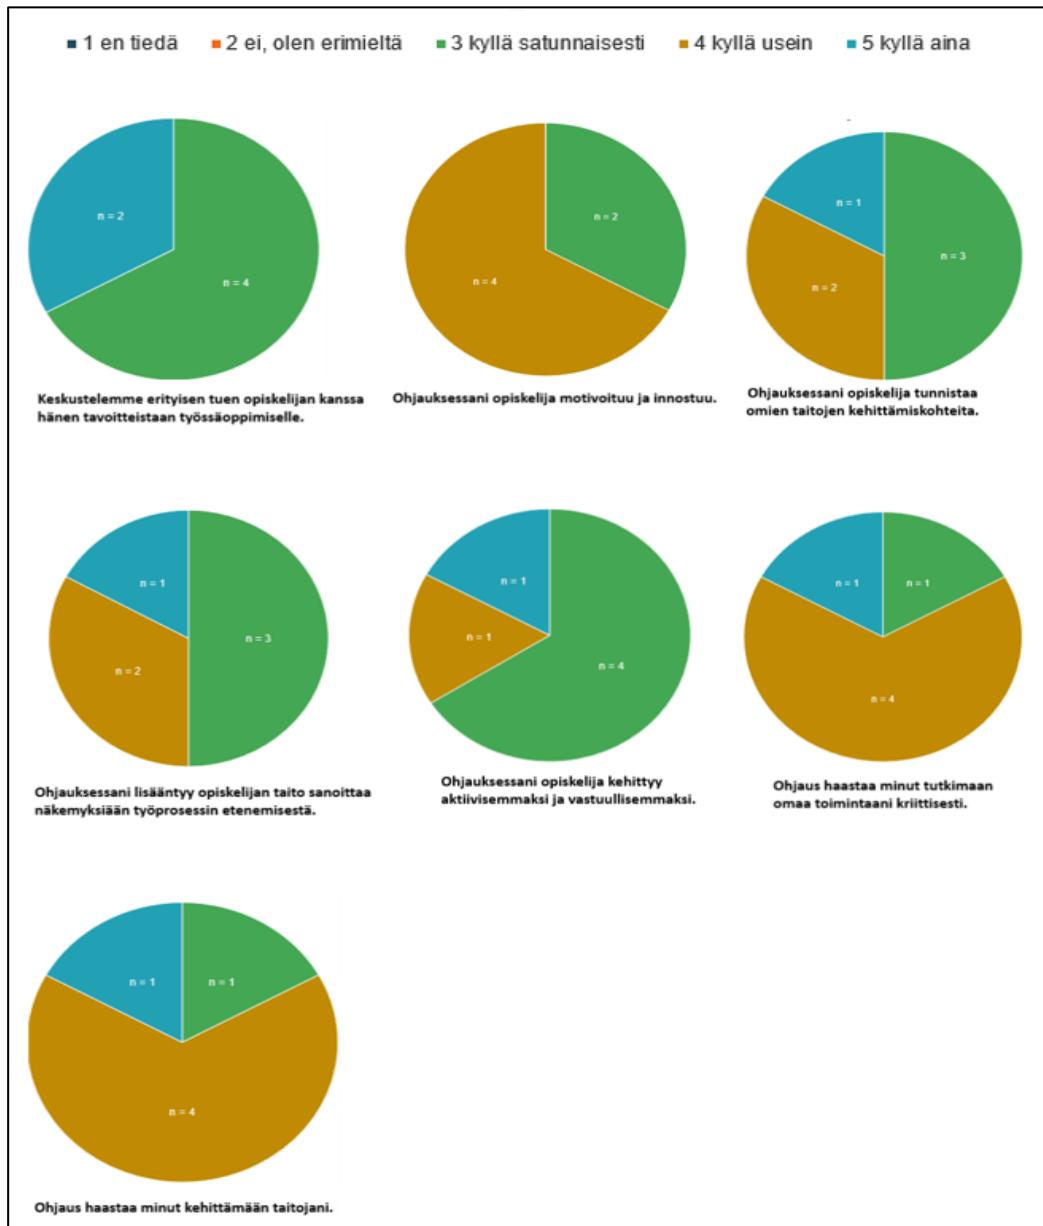 1 en tiedä 2 ei, olen erimieltä 3 kyllä satunnaisesti 4 kyllä usein 5 kyllä aina
n = 2
n = 4
Keskustelemme erityisen tuen opiskelijan kanssa
hänen tavoitteistaan työssäoppimiselle.
n = 2
n = 4
Ohjauksessani opiskelija motivoituu ja innostuu.
n = 1
n = 3
n = 2
Ohjauksessani opiskelija tunnistaa
omien taitojen kehittämiskohteita.
n = 1
n = 3
n = 2
Ohjauksessani lisääntyy opiskelijan taito sanoittaa
näkemyksiään työprosessin etenemisestä.
n = 1
n = 1
n = 4
Ohjauksessani opiskelija kehittyy
aktiivisemmaksi ja vastuullisemmaksi.
n = 1
n = 1
n = 4
Ohjaus haastaa minut tutkimaan
omaa toimintaani kriittisesti.
n = 1
n = 1
n = 4
Ohjaus haastaa minut kehittämään taitojani.